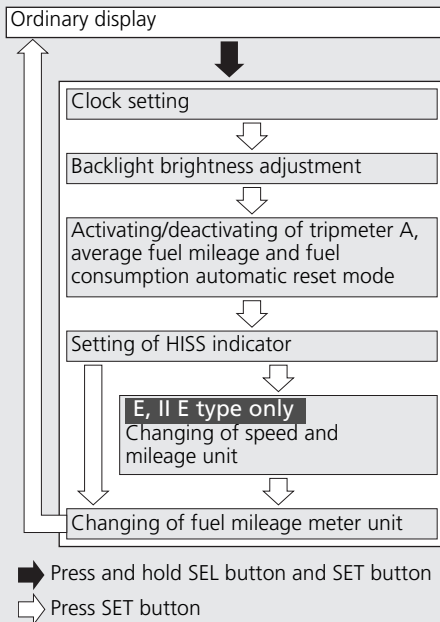 Ordinary display
Clock setting
Backlight brightness adjustment
Activating/deactivating of tripmeter A,
average fuel mileage and fuel
consumption automatic reset mode
Setting of HISS indicator
E, II E type only
Changing of speed and
mileage unit
Changing of fuel mileage meter unit
Press and hold SEL button and SET button
Press SET button